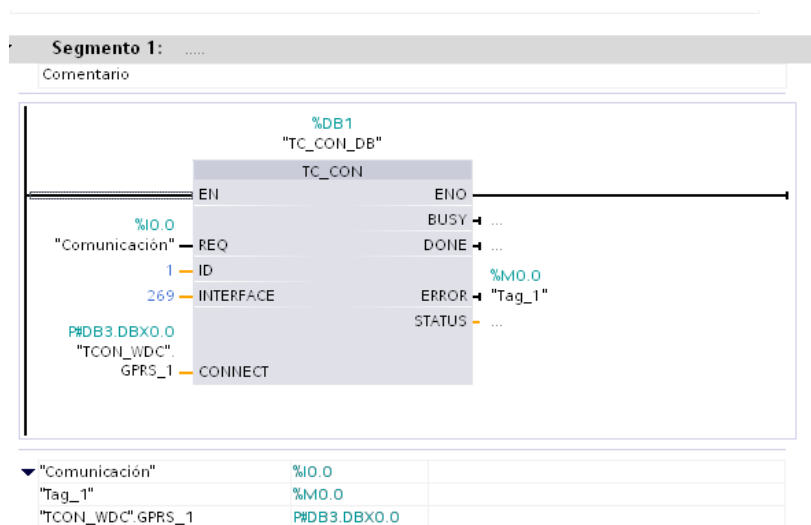 Segmento 1: .....
Comentario
%DB1
"TC_CON_DB"
TC_CON
EN ENO
%I0.0 BUSY ...
"Comunicación" REQ DONE ...
1 ID %M0.0
269 INTERFACE ERROR "Tag_1"
P#DB3.DBX0.0 STATUS ...
"TCON_WDC".
GPRS_1 CONNECT
"Comunicación" %I0.0
"Tag_1" %M0.0
"TCON_WDC".GPRS_1 P#DB3.DBX0.0